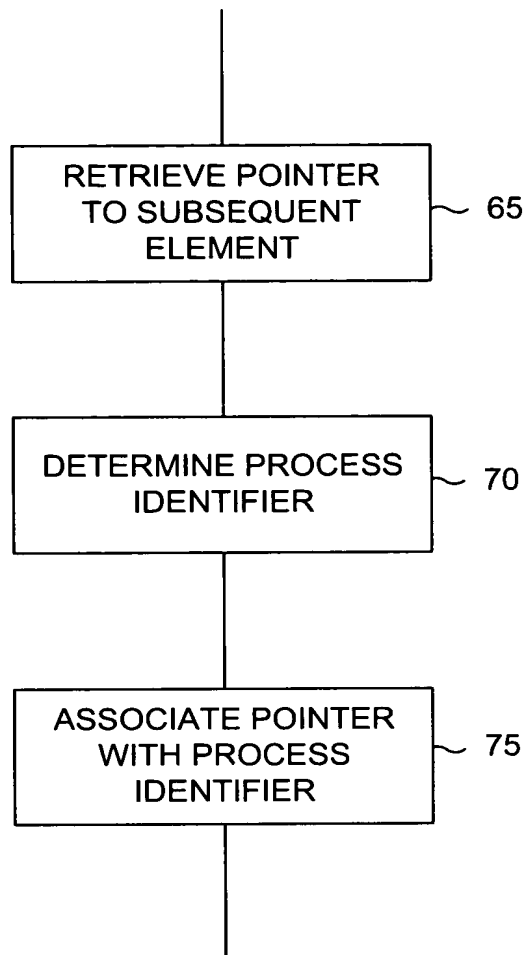 RETRIEVE POINTER
TO SUBSEQUENT
ELEMENT
65
DETERMINE PROCESS
IDENTIFIER
70
ASSOCIATE POINTER
WITH PROCESS
IDENTIFIER
75